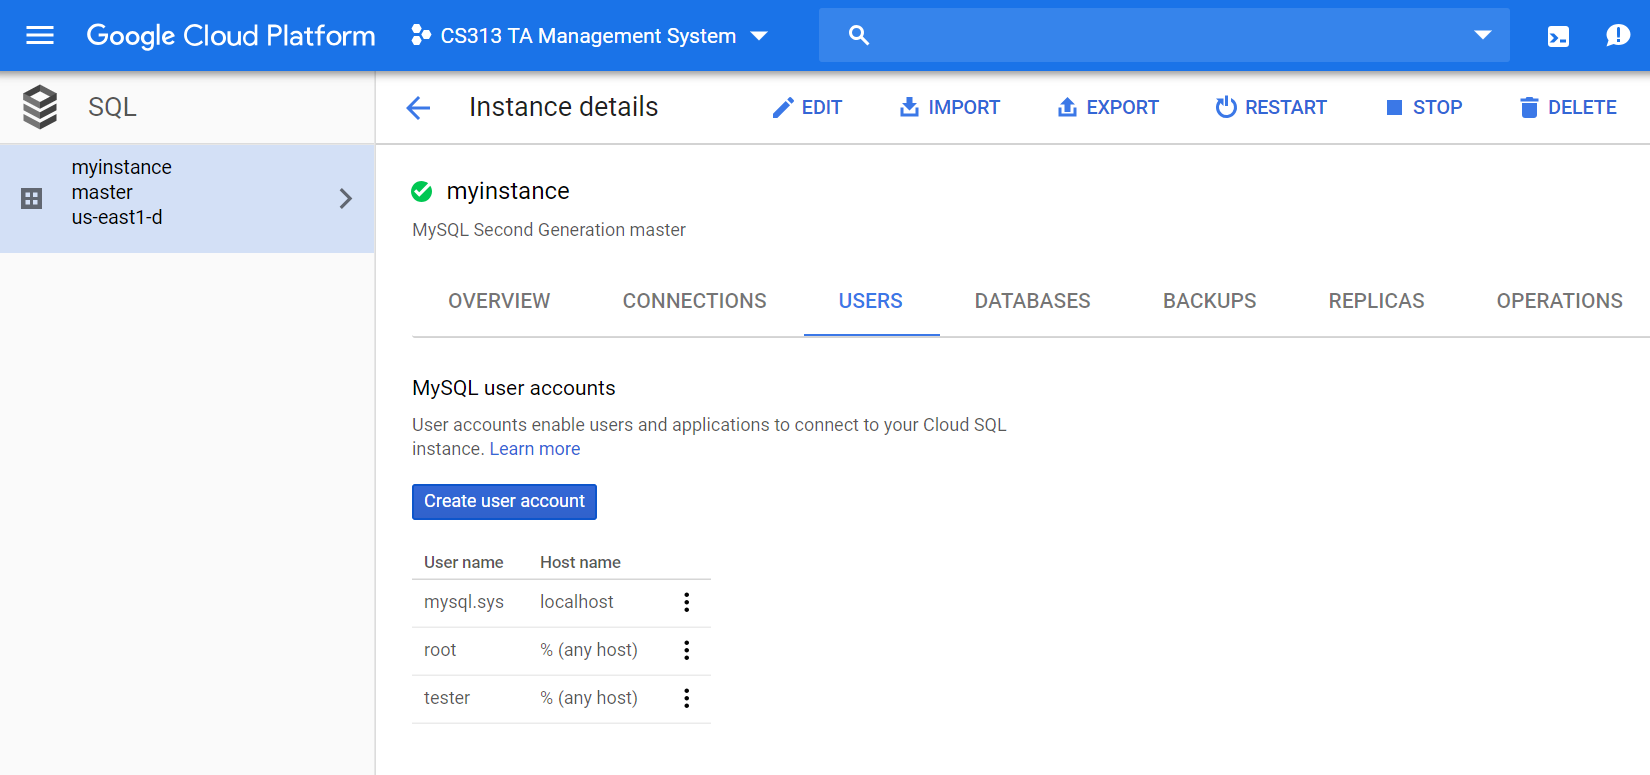 Google Cloud Platform
CS313 TA Management System
SQL
Instance details
EDIT
IMPORT
EXPORT
RESTART
STOP
DELETE
myinstance
master
us-east1-d
myinstance
MySQL Second Generation master
OVERVIEW
CONNECTIONS
USERS
DATABASES
BACKUPS
REPLICAS
OPERATIONS
MySQL user accounts
User accounts enable users and applications to connect to your Cloud SQL
instance. Learn more
Create user account
User name Host name
mysql.sys localhost
root % (any host)
tester % (any host)